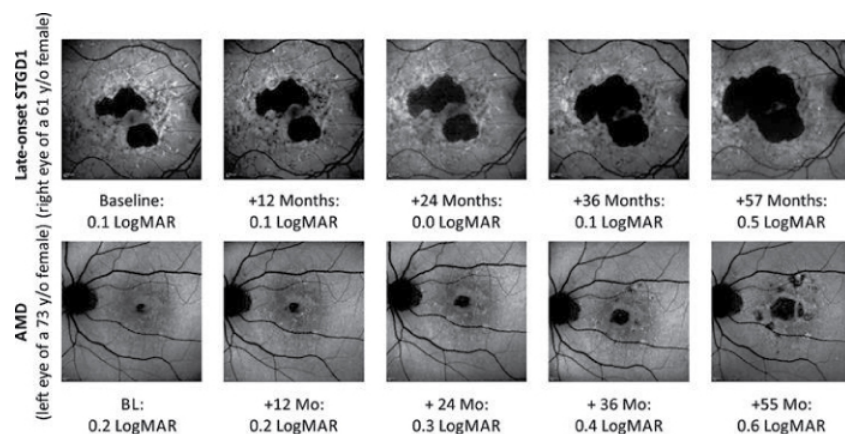 Late-onset STGD1
(right eye of a 61 y/o female)
Baseline:
0.1 LogMAR
+12 Months:
0.1 LogMAR
+24 Months:
0.0 LogMAR
+36 Months:
0.1 LogMAR
+57 Months:
0.5 LogMAR
AMD
(left eye of a 73 y/o female)
BL:
0.2 LogMAR
+12 Mo:
0.2 LogMAR
+ 24 Mo:
0.3 LogMAR
+ 36 Mo:
0.4 LogMAR
+55 Mo:
0.6 LogMAR